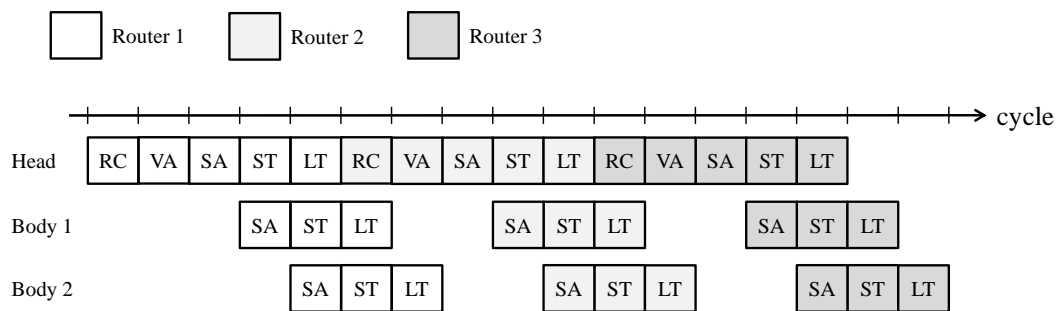 Router 1 Router 2 Router 3
cycle
Head RC VA SA ST LT RC VA SA ST LT RC VA SA ST LT
Body 1 SA ST LT SA ST LT SA ST LT
Body 2 SA ST LT SA ST LT SA ST LT